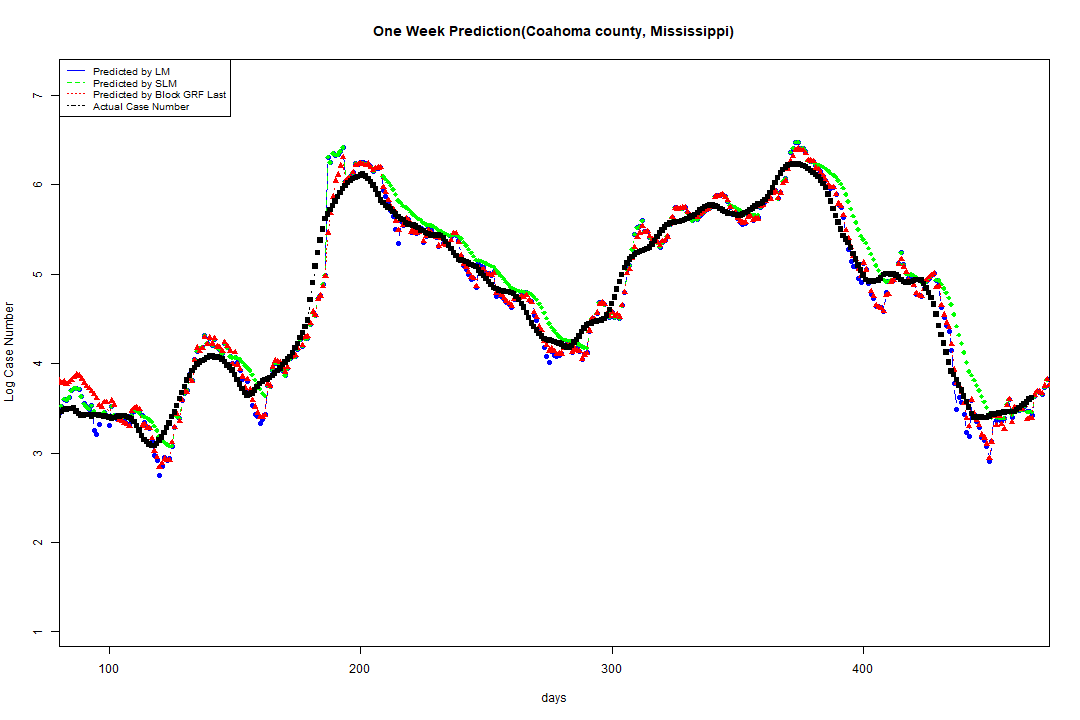 One Week Prediction(Coahoma county, Mississippi)
Predicted by LM
Predicted by SLM
Predicted by Block GRF Last
Actual Case Number
7
6
5
4
3
2
1
Log Case Number
100 200 300 400
days